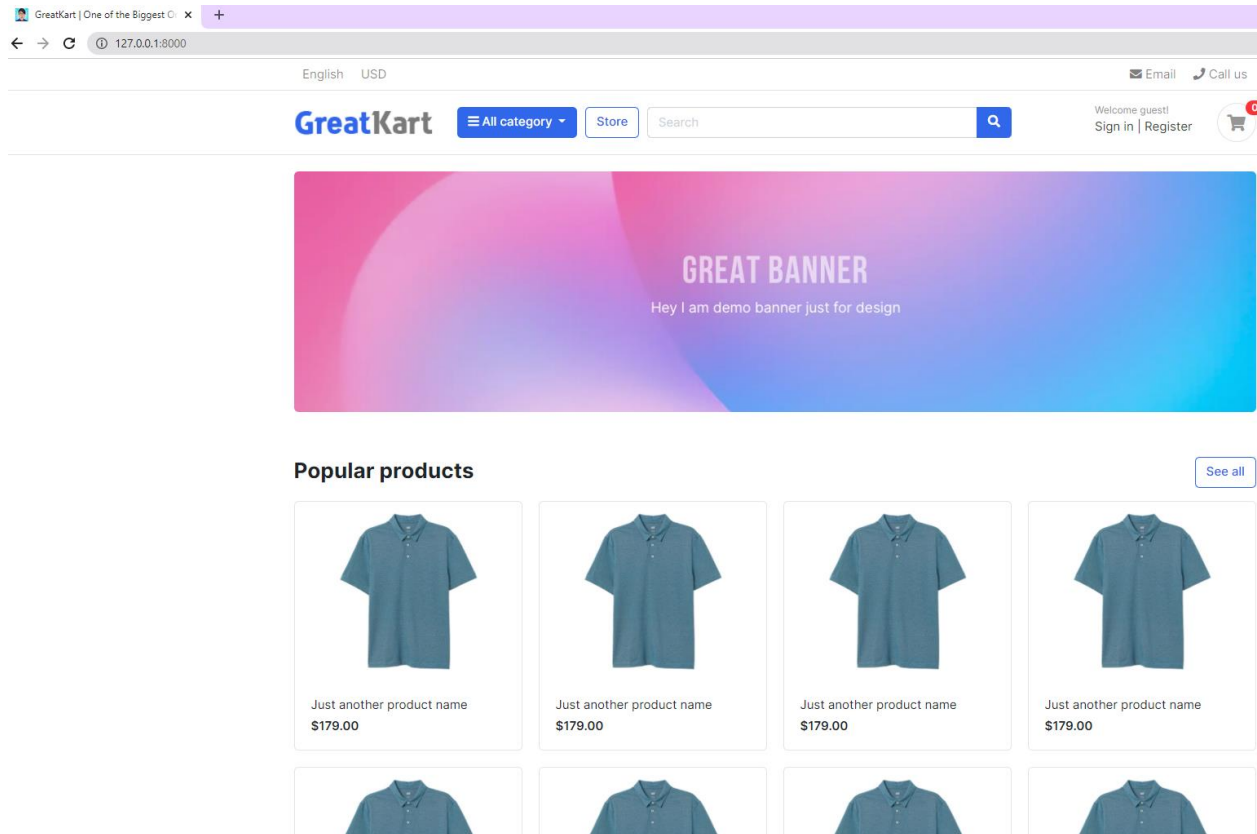 GreatKart | One of the Biggest O
127.0.0.1:8000
English USD Email Call us
GreatKart All category Store Search Welcome guest! 0
Sign in | Register
GREAT BANNER
Hey I am demo banner just for design
Popular products See all
Just another product name Just another product name Just another product name Just another product name
$179.00 $179.00 $179.00 $179.00